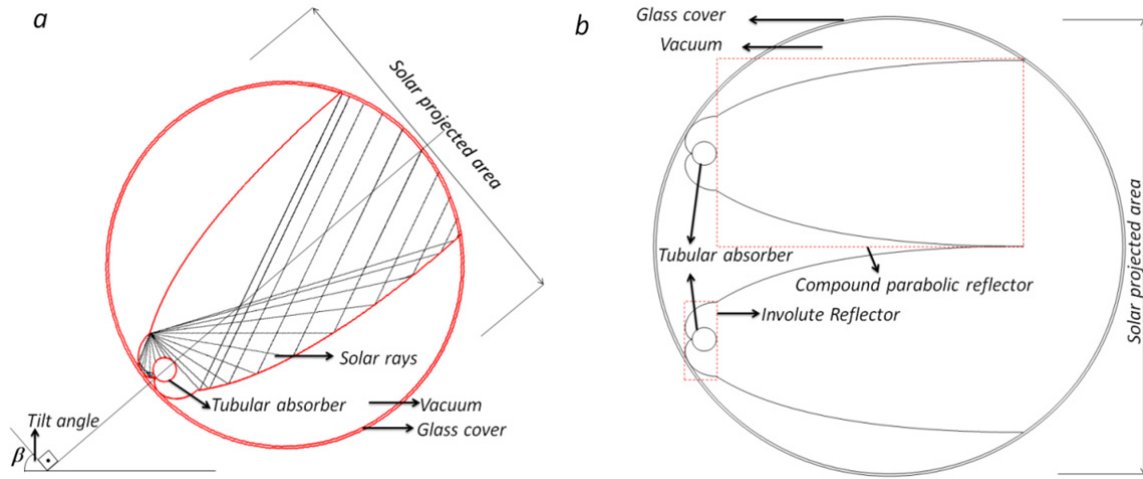 a
Solar projected area
Solar rays
Tubular absorber
Vacuum
Glass cover
Tilt angle
β
b
Glass cover
Vacuum
Tubular absorber
Compound parabolic reflector
Involute Reflector
Solar projected area